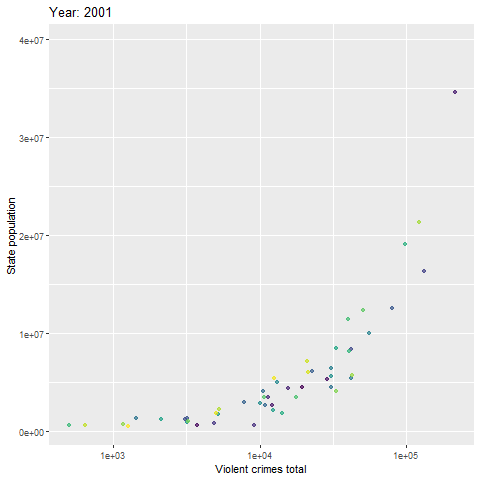 Year: 2001
4e+07
3e+07
2e+07
1e+07
0e+00
State population
1e+03 1e+04 1e+05
Violent crimes total